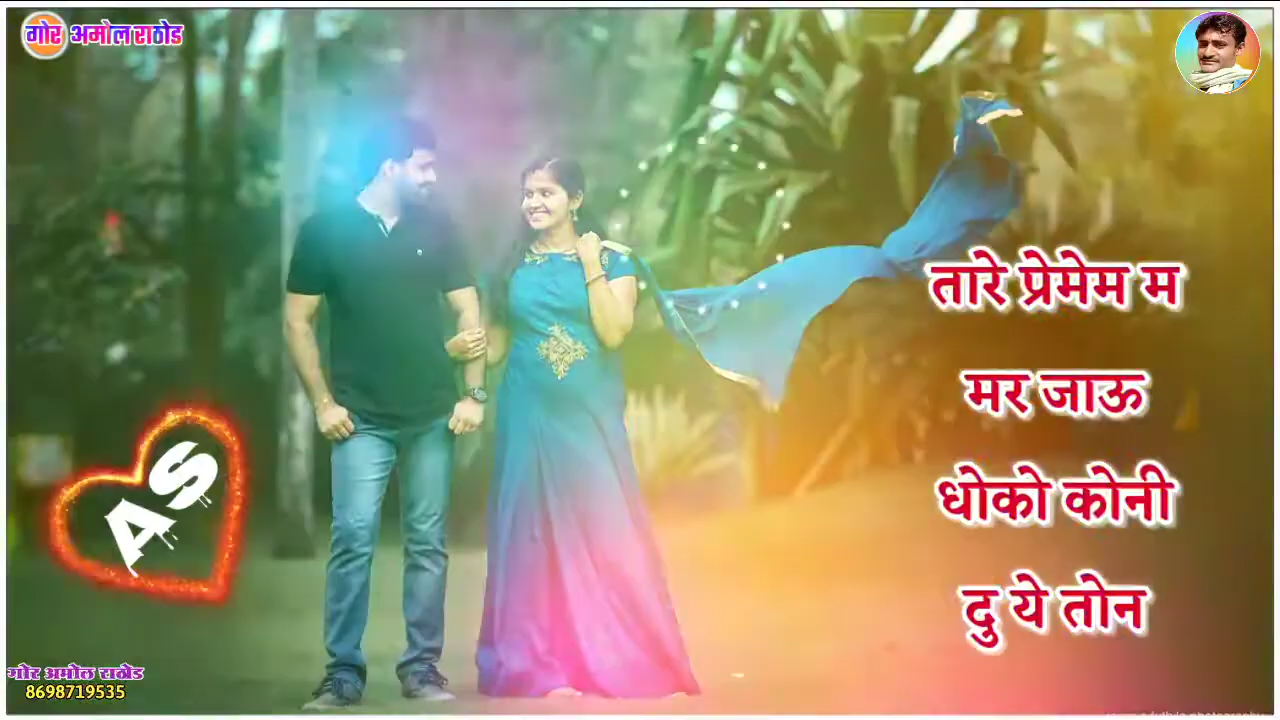 गोर अमोल राठोड
तारे प्रेमेम म
मर जाऊ
धोको कोनी
दु ये तोन
AS
गोर अमोल राठोड
8698719535